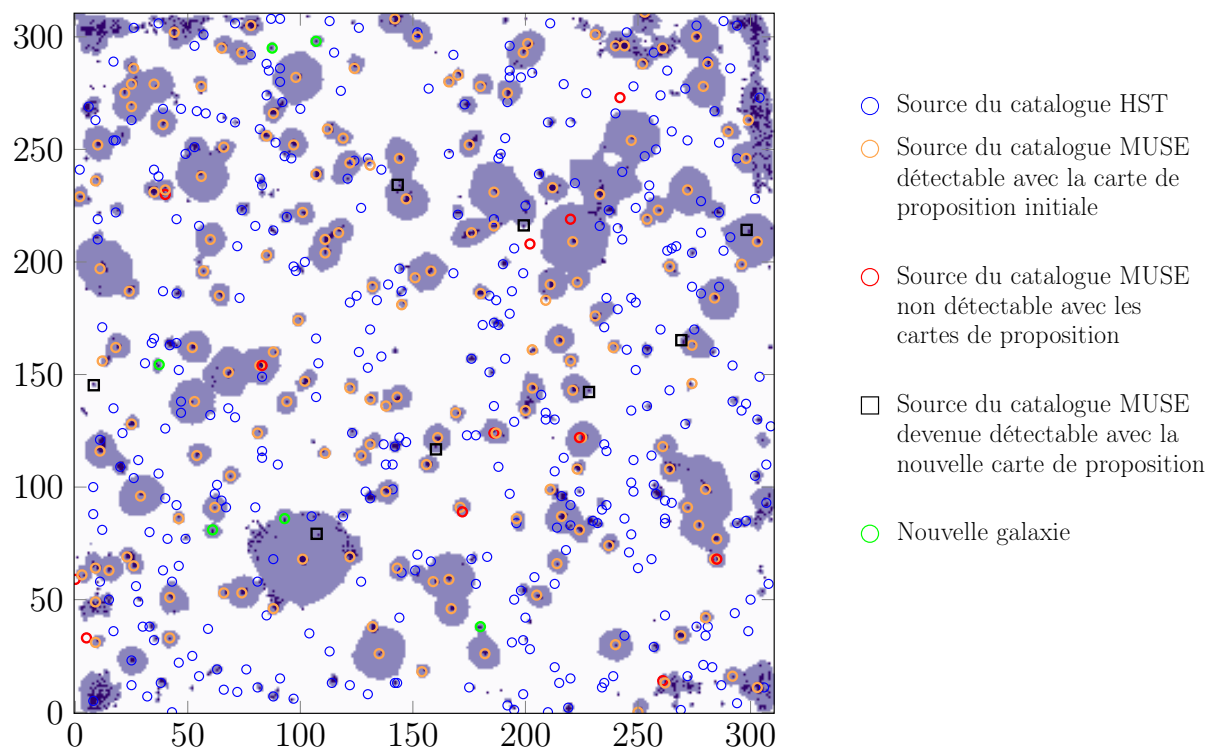 300
250
200
150
100
50
0
0 50 100 150 200 250 300
Source du catalogue HST
Source du catalogue MUSE
détectable avec la carte de
proposition initiale
Source du catalogue MUSE
non détectable avec les
cartes de proposition
Source du catalogue MUSE
devenue détectable avec la
nouvelle carte de proposition
Nouvelle galaxie